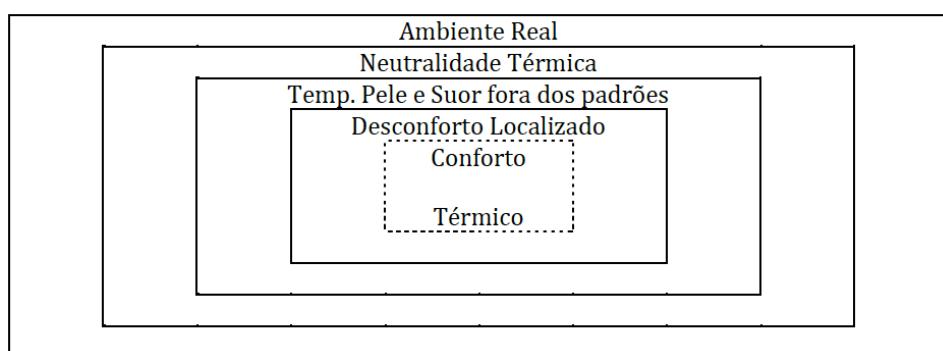 Ambiente Real
Neutralidade Térmica
Temp. Pele e Suor fora dos padrões
Desconforto Localizado
Conforto
Térmico